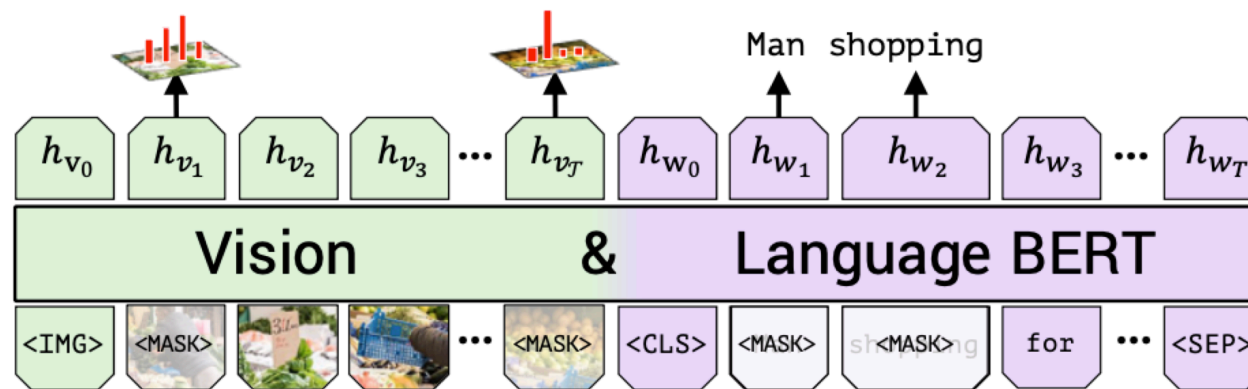 Man shopping
h_{v_0} h_{v_1} h_{v_2} h_{v_3} ... h_{v_𝒯} h_{w_0} h_{w_1} h_{w_2} h_{w_3} ... h_{w_T}
Vision & Language BERT
<IMG> <MASK> ... <MASK> <CLS> <MASK> shopping <MASK> for ... <SEP>